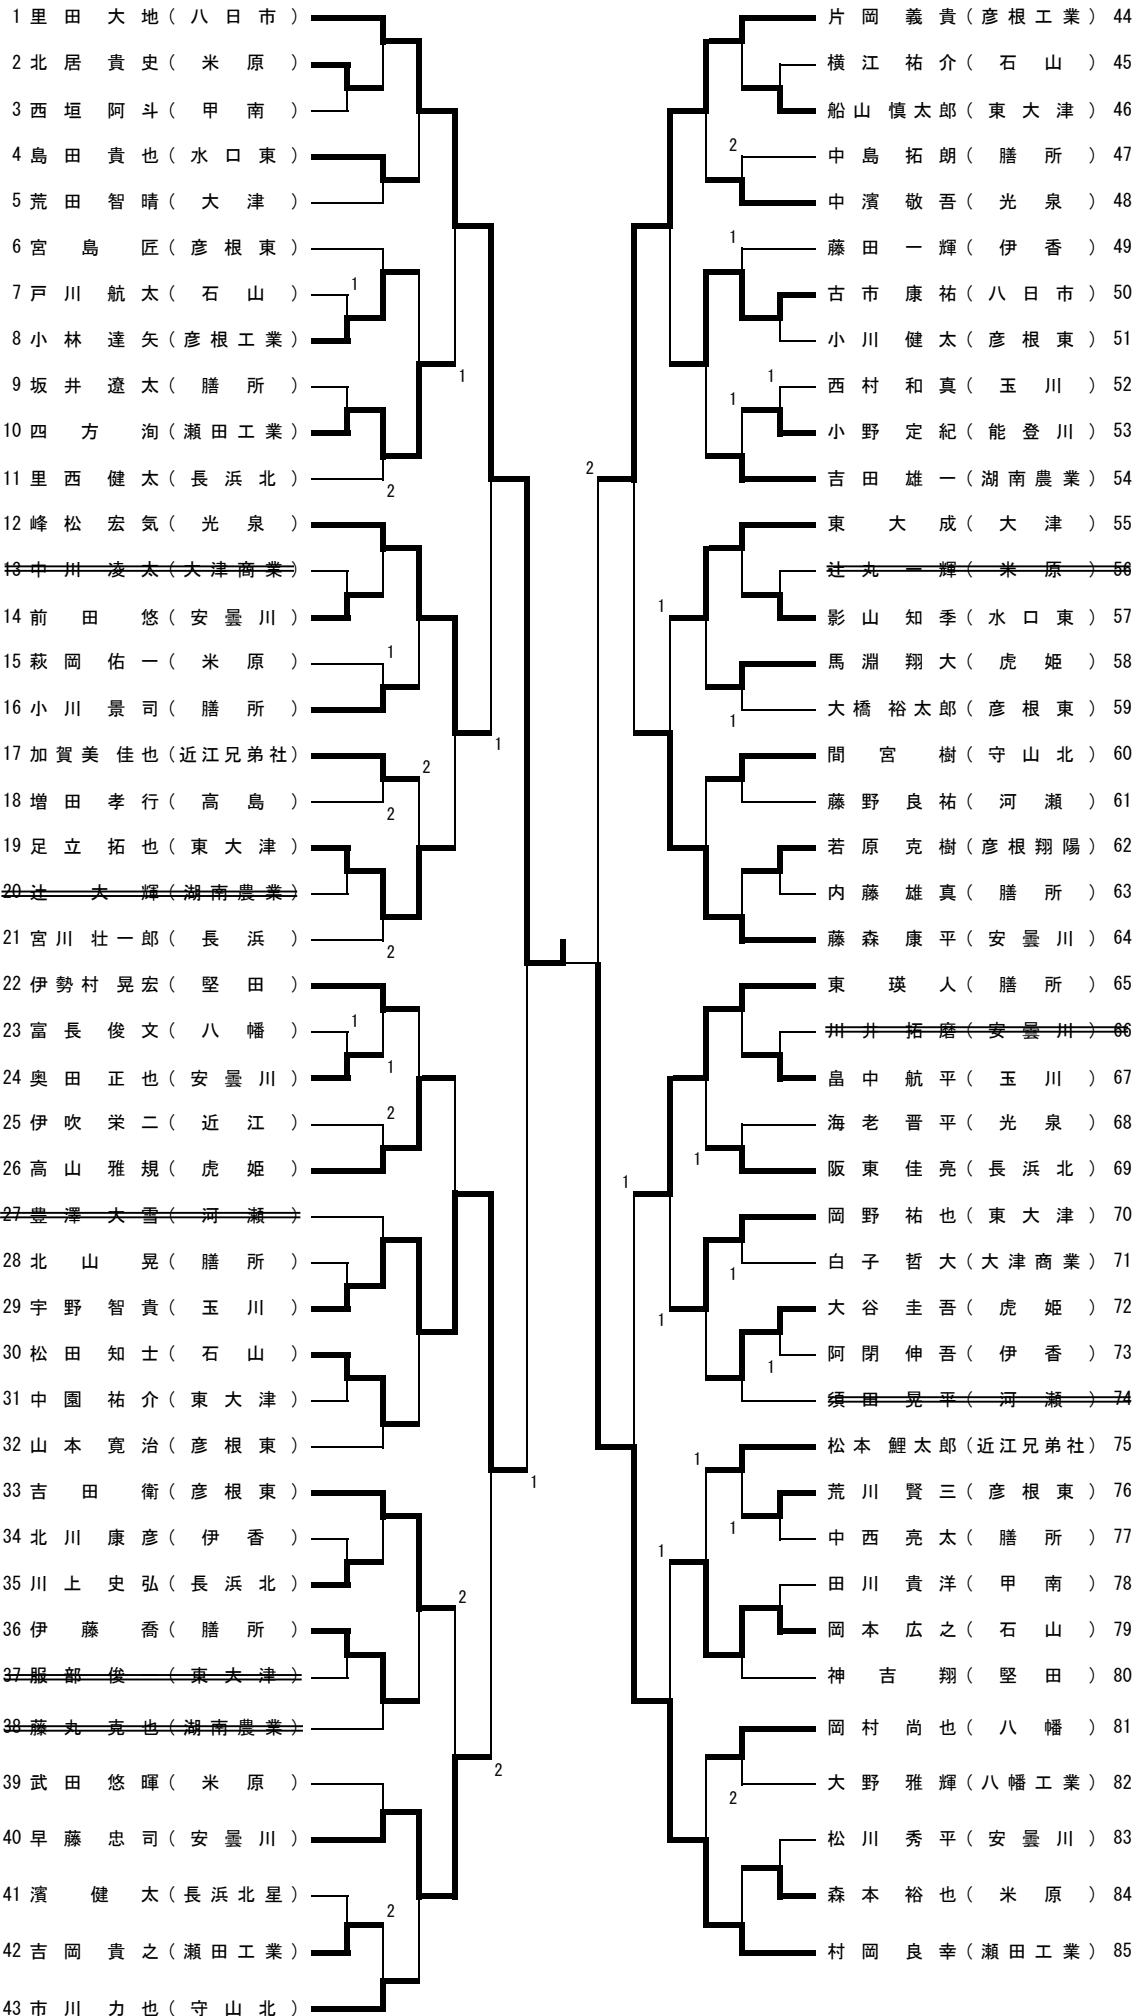 1 里田 大地 (八日市)
2 北居 貴史 (米原)
3 西垣 阿斗 (甲南)
4 島田 貴也 (水口東)
5 荒田 智晴 (大津)
6 宮島 匠 (彦根東)
7 戸川 航太 (石山)
1
8 小林 達矢 (彦根工業)
9 坂井 遼太 (膳所)
1
10 四方 洵 (瀬田工業)
11 里西 健太 (長浜北)
2
12 峰松 宏気 (光泉)
13 中川 凌太 (大津商業)
14 前田 悠 (安曇川)
15 萩岡 佑一 (米原)
1
16 小川 景司 (膳所)
17 加賀美 佳也 (近江兄弟社)
2
1
18 増田 孝行 (高島)
2
19 足立 拓也 (東大津)
20 辻 大輝 (湖南農業)
21 宮川 壮一郎 (長浜)
2
22 伊勢村 晃宏 (堅田)
23 富長 俊文 (八幡)
1
24 奥田 正也 (安曇川)
1
25 伊吹 栄二 (近江)
2
26 高山 雅規 (虎姫)
27 豊澤 大雪 (河瀬)
28 北山 晃 (膳所)
29 宇野 智貴 (玉川)
30 松田 知士 (石山)
31 中園 祐介 (東大津)
32 山本 寛治 (彦根東)
1
33 吉田 衛 (彦根東)
34 北川 康彦 (伊香)
35 川上 史弘 (長浜北)
2
36 伊藤 喬 (膳所)
37 服部 俊一 (東大津)
38 藤丸 克也 (湖南農業)
2
39 武田 悠暉 (米原)
40 早藤 忠司 (安曇川)
41 濱 健太 (長浜北星)
2
42 吉岡 貴之 (瀬田工業)
43 市川 力也 (守山北)
片岡 義貴 (彦根工業) 44
横江 祐介 (石山) 45
船山 慎太郎 (東大津) 46
2
中島 拓朗 (膳所) 47
中濱 敬吾 (光泉) 48
1
藤田 一輝 (伊香) 49
古市 康祐 (八日市) 50
小川 健太 (彦根東) 51
1
西村 和真 (玉川) 52
1
小野 定紀 (能登川) 53
2
吉田 雄一 (湖南農業) 54
東 大成 (大津) 55
辻丸 一輝 (米原) 56
1
影山 知季 (水口東) 57
馬淵 翔大 (虎姫) 58
大橋 裕太郎 (彦根東) 59
1
間宮 樹 (守山北) 60
藤野 良祐 (河瀬) 61
若原 克樹 (彦根翔陽) 62
内藤 雄真 (膳所) 63
藤森 康平 (安曇川) 64
東 瑛人 (膳所) 65
川井 拓磨 (安曇川) 66
畠中 航平 (玉川) 67
海老 晋平 (光泉) 68
1
阪東 佳亮 (長浜北) 69
1
岡野 祐也 (東大津) 70
白子 哲大 (大津商業) 71
1
大谷 圭吾 (虎姫) 72
1
阿閉 伸吾 (伊香) 73
1
須田 晃平 (河瀬) 74
松本 鯉太郎 (近江兄弟社) 75
1
荒川 賢三 (彦根東) 76
1
中西 亮太 (膳所) 77
1
田川 貴洋 (甲南) 78
岡本 広之 (石山) 79
神吉 翔 (堅田) 80
岡村 尚也 (八幡) 81
大野 雅輝 (八幡工業) 82
2
松川 秀平 (安曇川) 83
森本 裕也 (米原) 84
村岡 良幸 (瀬田工業) 85